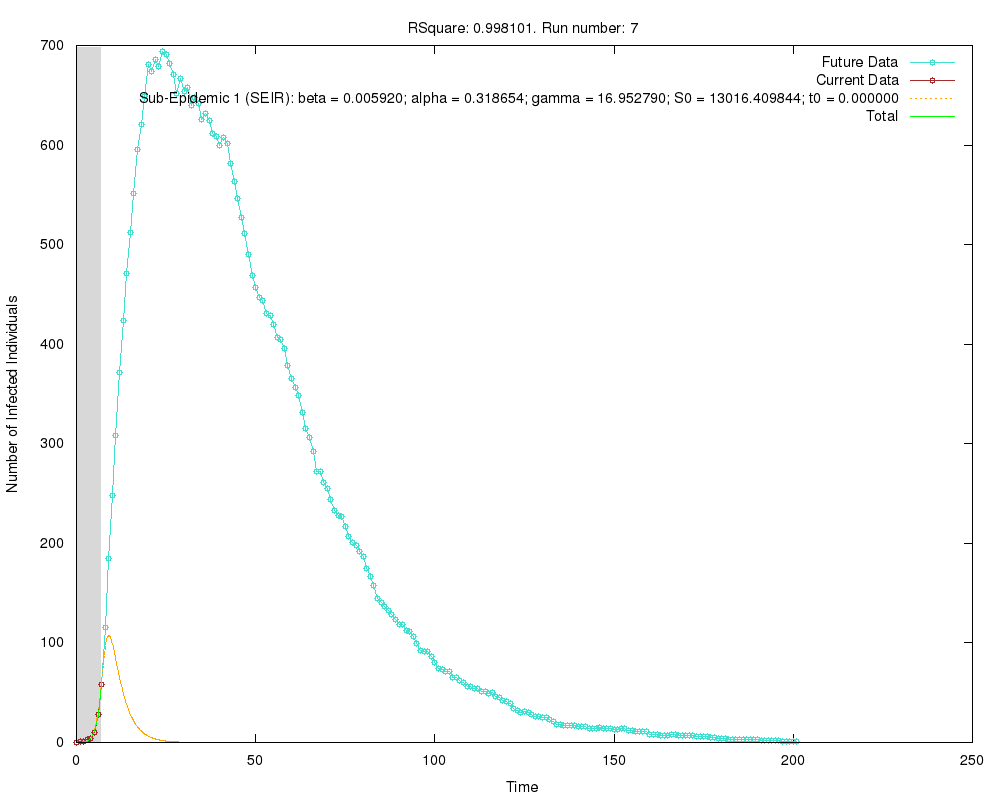 RSquare: 0.998101. Run number: 7
Future Data
Current Data
Sub-Epidemic 1 (SEIR): beta = 0.005920; alpha = 0.318654; gamma = 16.952790; S0 = 13016.409844; t0 = 0.000000
Total
Number of Infected Individuals
700
600
500
400
300
200
100
0
0 50 100 150 200 250
Time